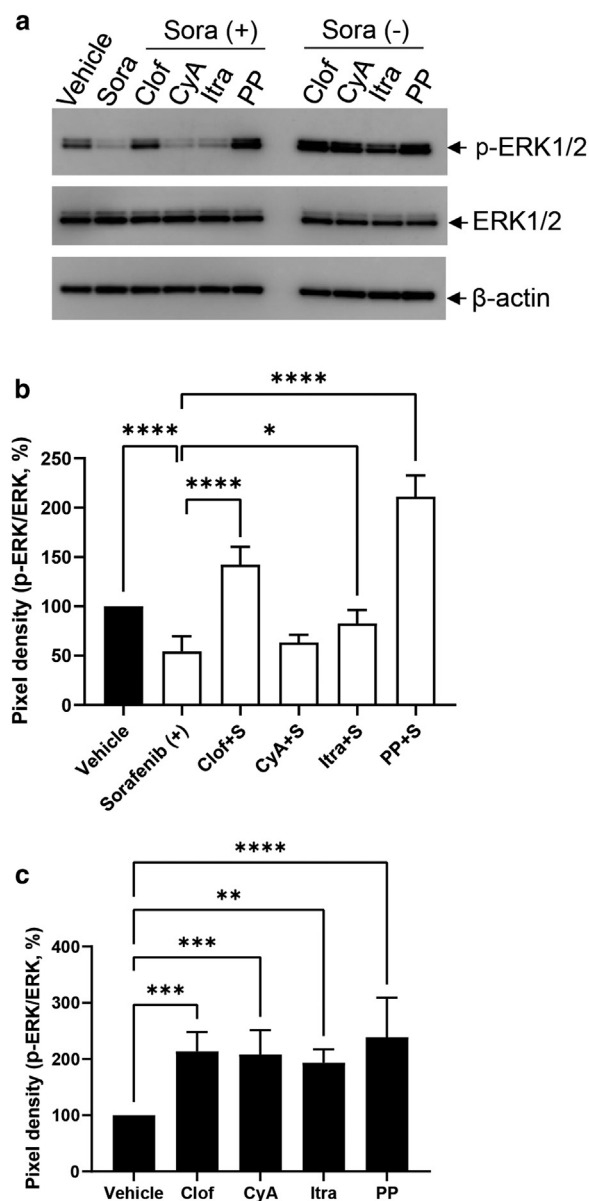 a
Sora (+) Sora (-)
Vehicle Sora Clof CyA Itra PP Clof CyA Itra PP
p-ERK1/2
ERK1/2
β-actin
b
****
**** *
****
250
200
150
100
50
0
Pixel density (p-ERK/ERK, %)
Vehicle Sorafenib (+) Clof+S CyA+S Itra+S PP+S
c
****
**
***
***
400
300
200
100
0
Pixel density (p-ERK/ERK, %)
Vehicle Clof CyA Itra PP